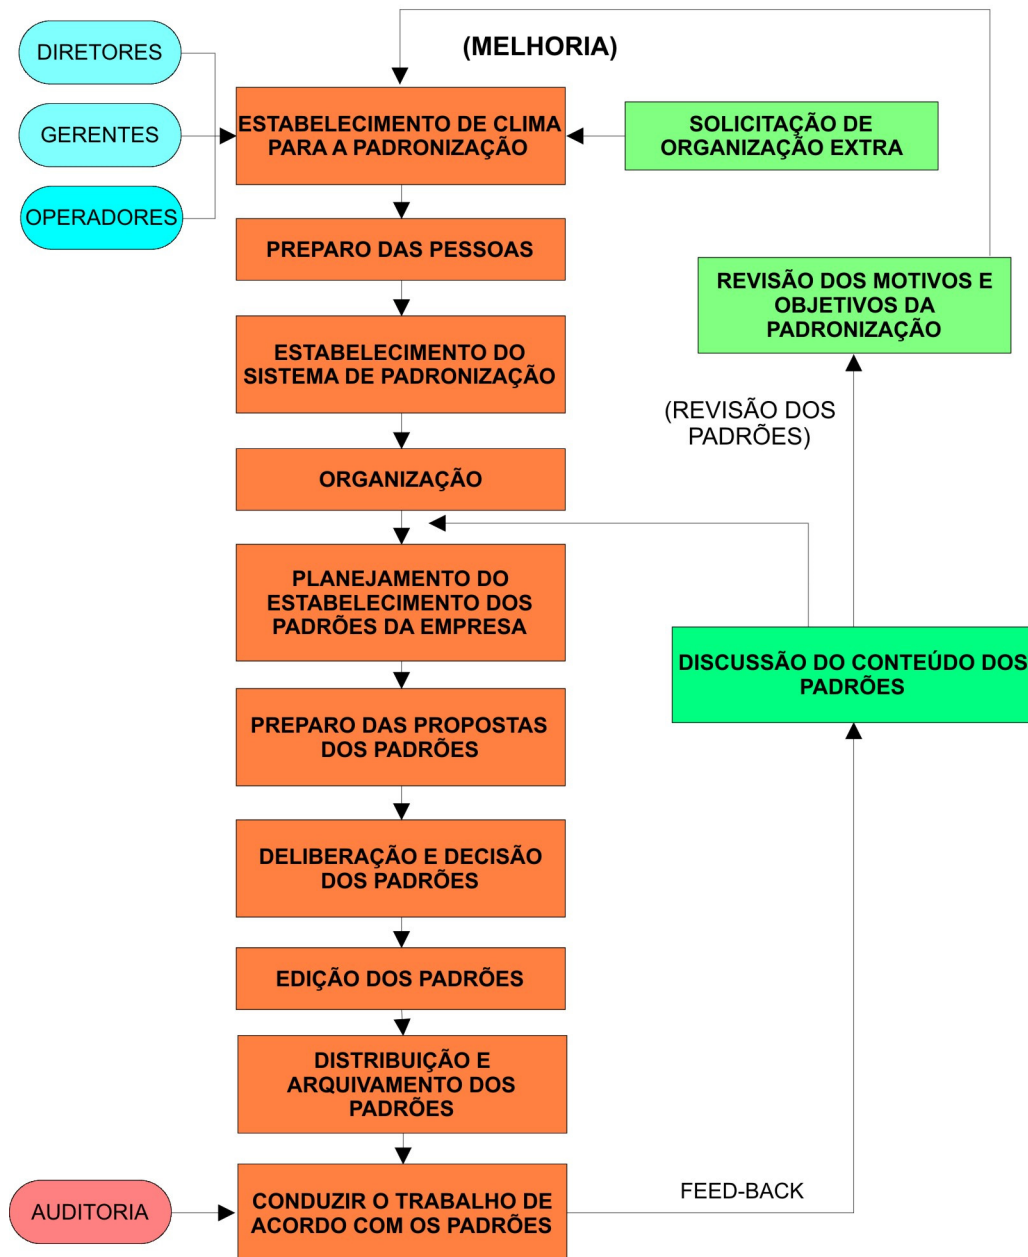 DIRETORES
GERENTES
OPERADORES
(MELHORIA)
ESTABELECIMENTO DE CLIMA
PARA A PADRONIZAÇÃO
SOLICITAÇÃO DE
ORGANIZAÇÃO EXTRA
PREPARO DAS PESSOAS
REVISÃO DOS MOTIVOS E
OBJETIVOS DA
PADRONIZAÇÃO
ESTABELECIMENTO DO
SISTEMA DE PADRONIZAÇÃO
(REVISÃO DOS
PADRÕES)
ORGANIZAÇÃO
PLANEJAMENTO DO
ESTABELECIMENTO DOS
PADRÕES DA EMPRESA
DISCUSSÃO DO CONTEÚDO DOS
PADRÕES
PREPARO DAS PROPOSTAS
DOS PADRÕES
DELIBERAÇÃO E DECISÃO
DOS PADRÕES
EDIÇÃO DOS PADRÕES
DISTRIBUIÇÃO E
ARQUIVAMENTO DOS
PADRÕES
AUDITORIA
CONDUZIR O TRABALHO DE
ACORDO COM OS PADRÕES
FEED-BACK